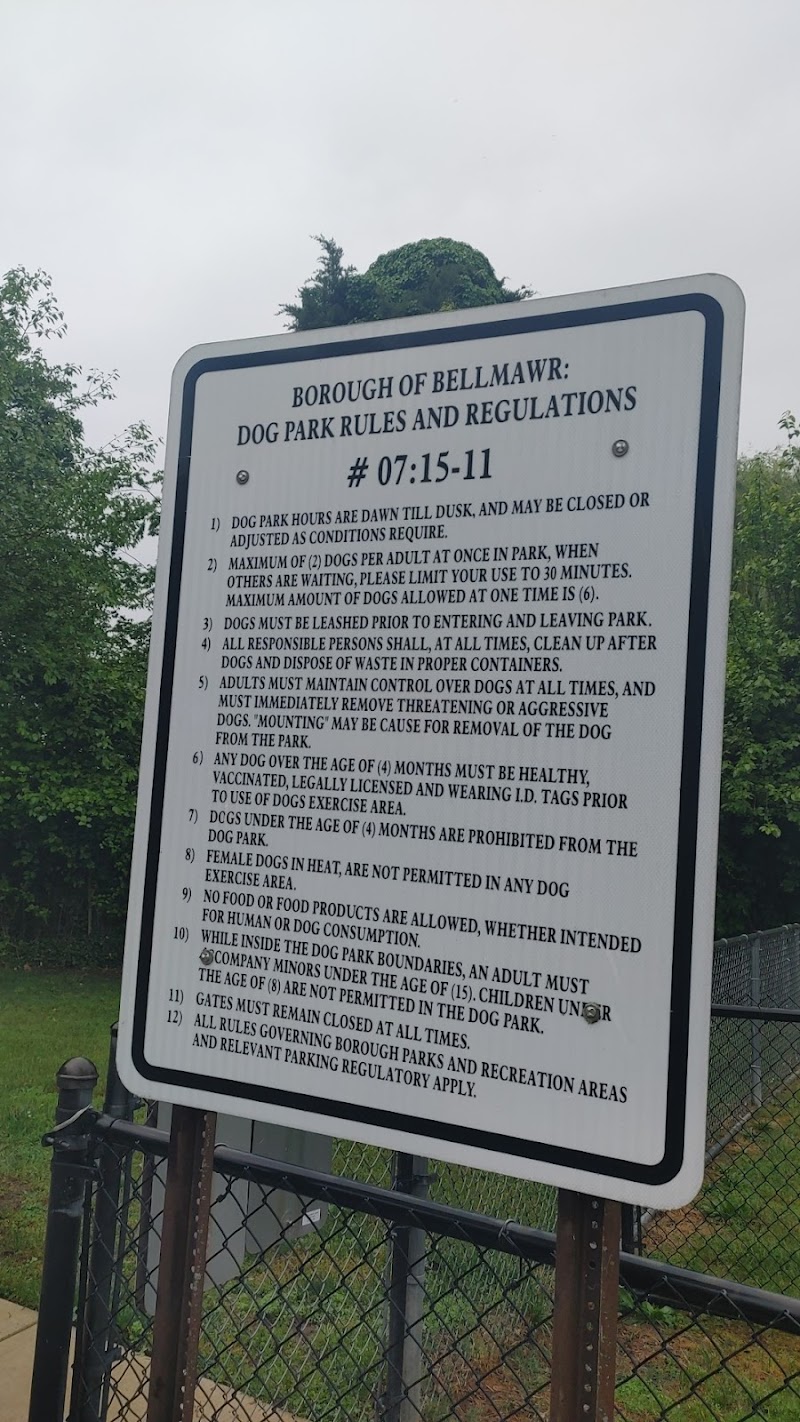 BOROUGH OF BELLMAWR:
DOG PARK RULES AND REGULATIONS
# 07:15-11
1) DOG PARK HOURS ARE DAWN TILL DUSK, AND MAY BE CLOSED OR
ADJUSTED AS CONDITIONS REQUIRE.
2) MAXIMUM OF (2) DOGS PER ADULT AT ONCE IN PARK, WHEN
OTHERS ARE WAITING, PLEASE LIMIT YOUR USE TO 30 MINUTES.
MAXIMUM AMOUNT OF DOGS ALLOWED AT ONE TIME IS (6).
3) DOGS MUST BE LEASHED PRIOR TO ENTERING AND LEAVING PARK.
4) ALL RESPONSIBLE PERSONS SHALL, AT ALL TIMES, CLEAN UP AFTER
DOGS AND DISPOSE OF WASTE IN PROPER CONTAINERS.
5) ADULTS MUST MAINTAIN CONTROL OVER DOGS AT ALL TIMES, AND
MUST IMMEDIATELY REMOVE THREATENING OR AGGRESSIVE
DOGS. "MOUNTING" MAY BE CAUSE FOR REMOVAL OF THE DOG
FROM THE PARK.
6) ANY DOG OVER THE AGE OF (4) MONTHS MUST BE HEALTHY,
VACCINATED, LEGALLY LICENSED AND WEARING I.D. TAGS PRIOR
TO USE OF DOGS EXERCISE AREA.
7) DOGS UNDER THE AGE OF (4) MONTHS ARE PROHIBITED FROM THE
DOG PARK.
8) FEMALE DOGS IN HEAT, ARE NOT PERMITTED IN ANY DOG
EXERCISE AREA.
9) NO FOOD OR FOOD PRODUCTS ARE ALLOWED, WHETHER INTENDED
FOR HUMAN OR DOG CONSUMPTION.
10) WHILE INSIDE THE DOG PARK BOUNDARIES, AN ADULT MUST
ACCOMPANY MINORS UNDER THE AGE OF (15). CHILDREN UNDER
THE AGE OF (8) ARE NOT PERMITTED IN THE DOG PARK.
11) GATES MUST REMAIN CLOSED AT ALL TIMES.
12) ALL RULES GOVERNING BOROUGH PARKS AND RECREATION AREAS
AND RELEVANT PARKING REGULATORY APPLY.